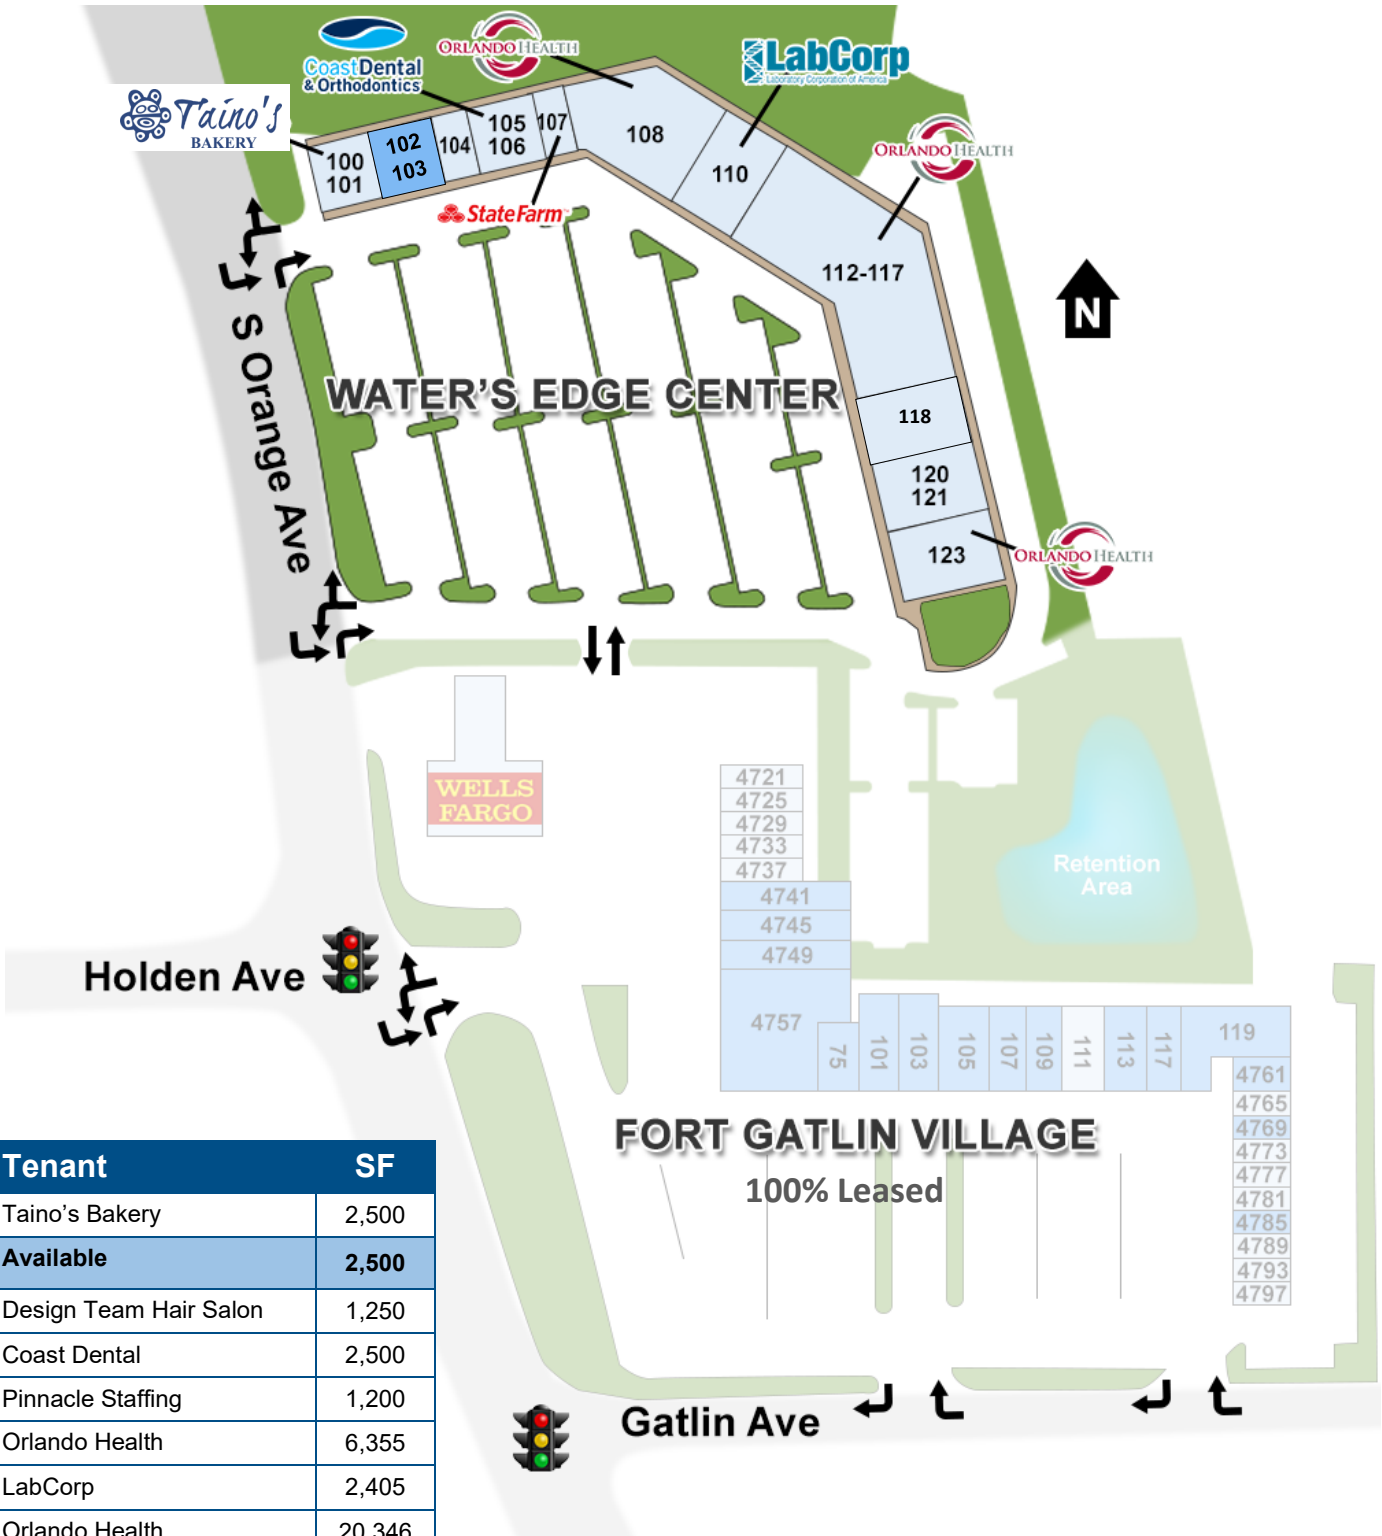 CoastDental
& Orthodontics
ORLANDO HEALTH
LabCorp
Laboratory Corporation of America
Taíno's
BAKERY
ORLANDO HEALTH
100
101
102
103
104
105
106
107
108
110
StateFarm™
112-117
N
S Orange Ave
WATER'S EDGE CENTER
118
120
121
123
ORLANDO HEALTH
WELLS
FARGO
4721
4725
4729
4733
4737
4741
4745
4749
4757
Retention
Area
Holden Ave
75
101
103
105
107
109
111
113
117
119
4761
4765
4769
4773
4777
4781
4785
4789
4793
4797
FORT GATLIN VILLAGE
100% Leased
Gatlin Ave
Tenant SF
Taino's Bakery 2,500
Available 2,500
Design Team Hair Salon 1,250
Coast Dental 2,500
Pinnacle Staffing 1,200
Orlando Health 6,355
LabCorp 2,405
Orlando Health 20,346